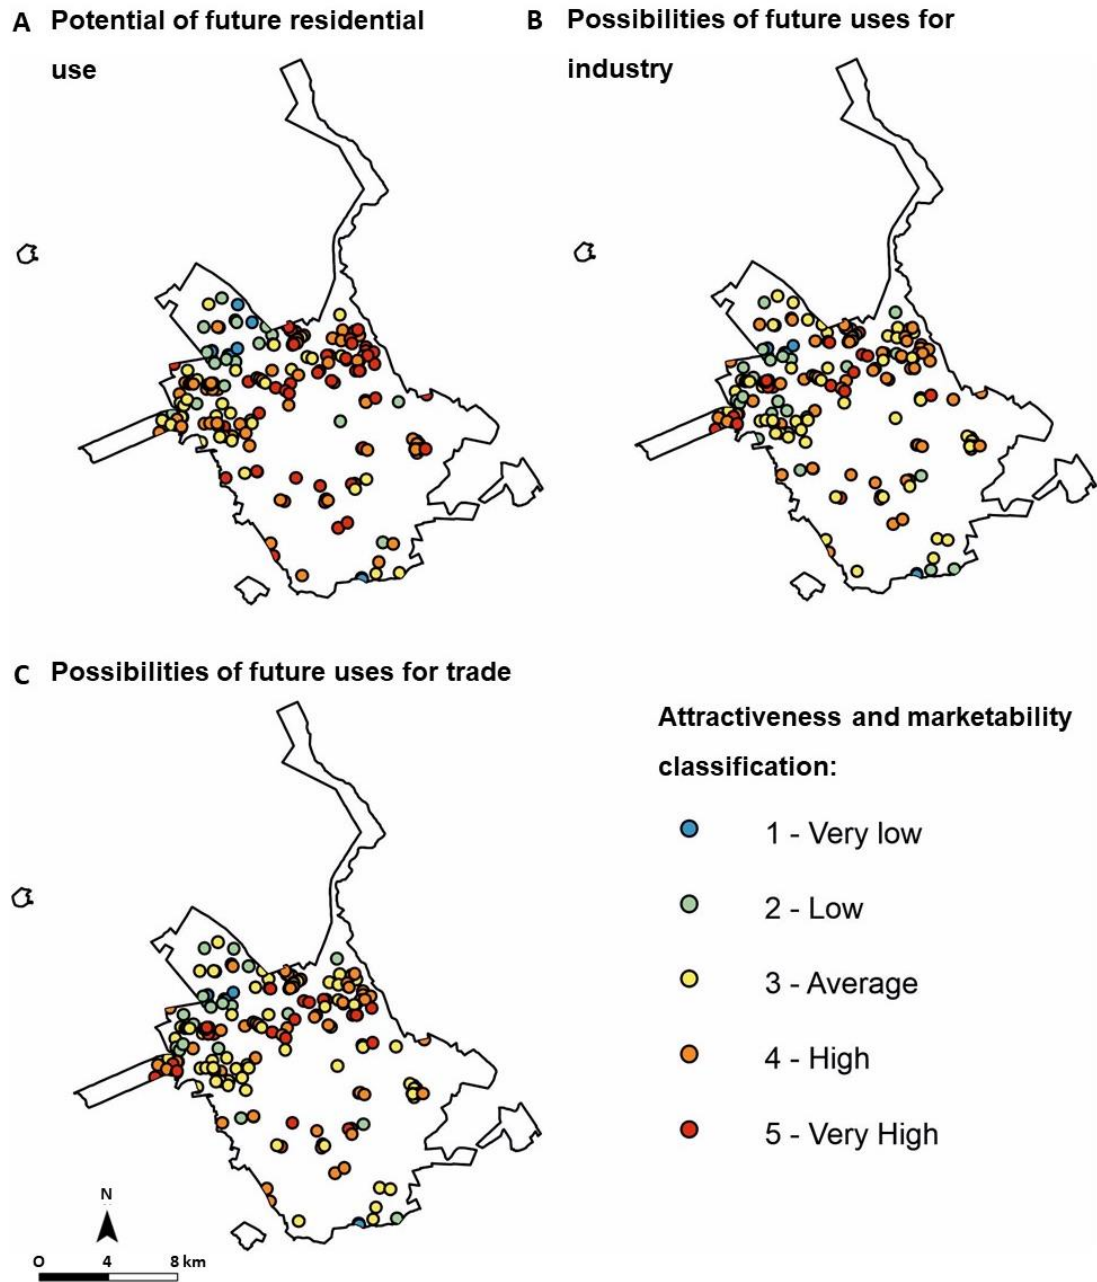 A Potential of future residential
use
B Possibilities of future uses for
industry
C Possibilities of future uses for trade
Attractiveness and marketability
classification:
1 - Very low
2 - Low
3 - Average
4 - High
5 - Very High
N
0 4 8 km